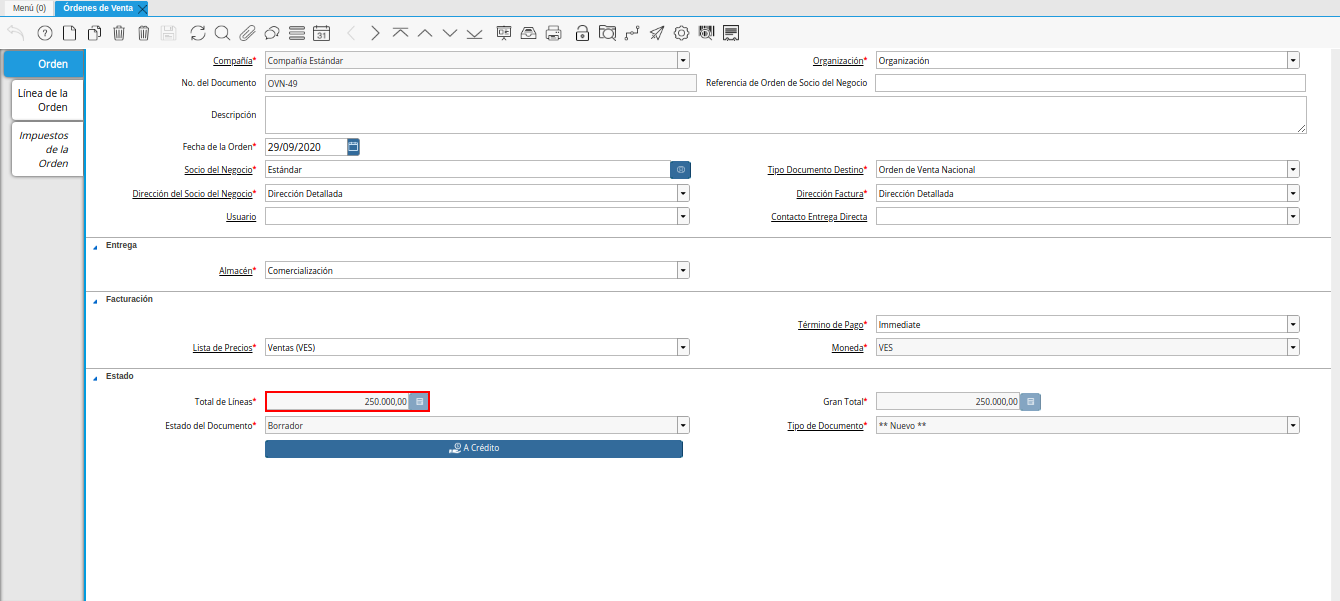 Menú (0) Órdenes de Venta
31
Orden
Línea de la
Orden
Impuestos
de la
Orden
Compañía* Compañía Estándar Organización* Organización
No. del Documento OVN-49 Referencia de Orden de Socio del Negocio
Descripción
Fecha de la Orden* 29/09/2020
Socio del Negocio* Estándar Tipo Documento Destino* Orden de Venta Nacional
Dirección del Socio del Negocio* Dirección Detallada Dirección Factura* Dirección Detallada
Usuario Contacto Entrega Directa
Entrega
Almacén* Comercialización
Facturación
Término de Pago* Immediate
Lista de Precios* Ventas (VES) Moneda* VES
Estado
Total de Líneas* 250.000,00 Gran Total* 250.000,00
Estado del Documento* Borrador Tipo de Documento* ** Nuevo **
A Crédito